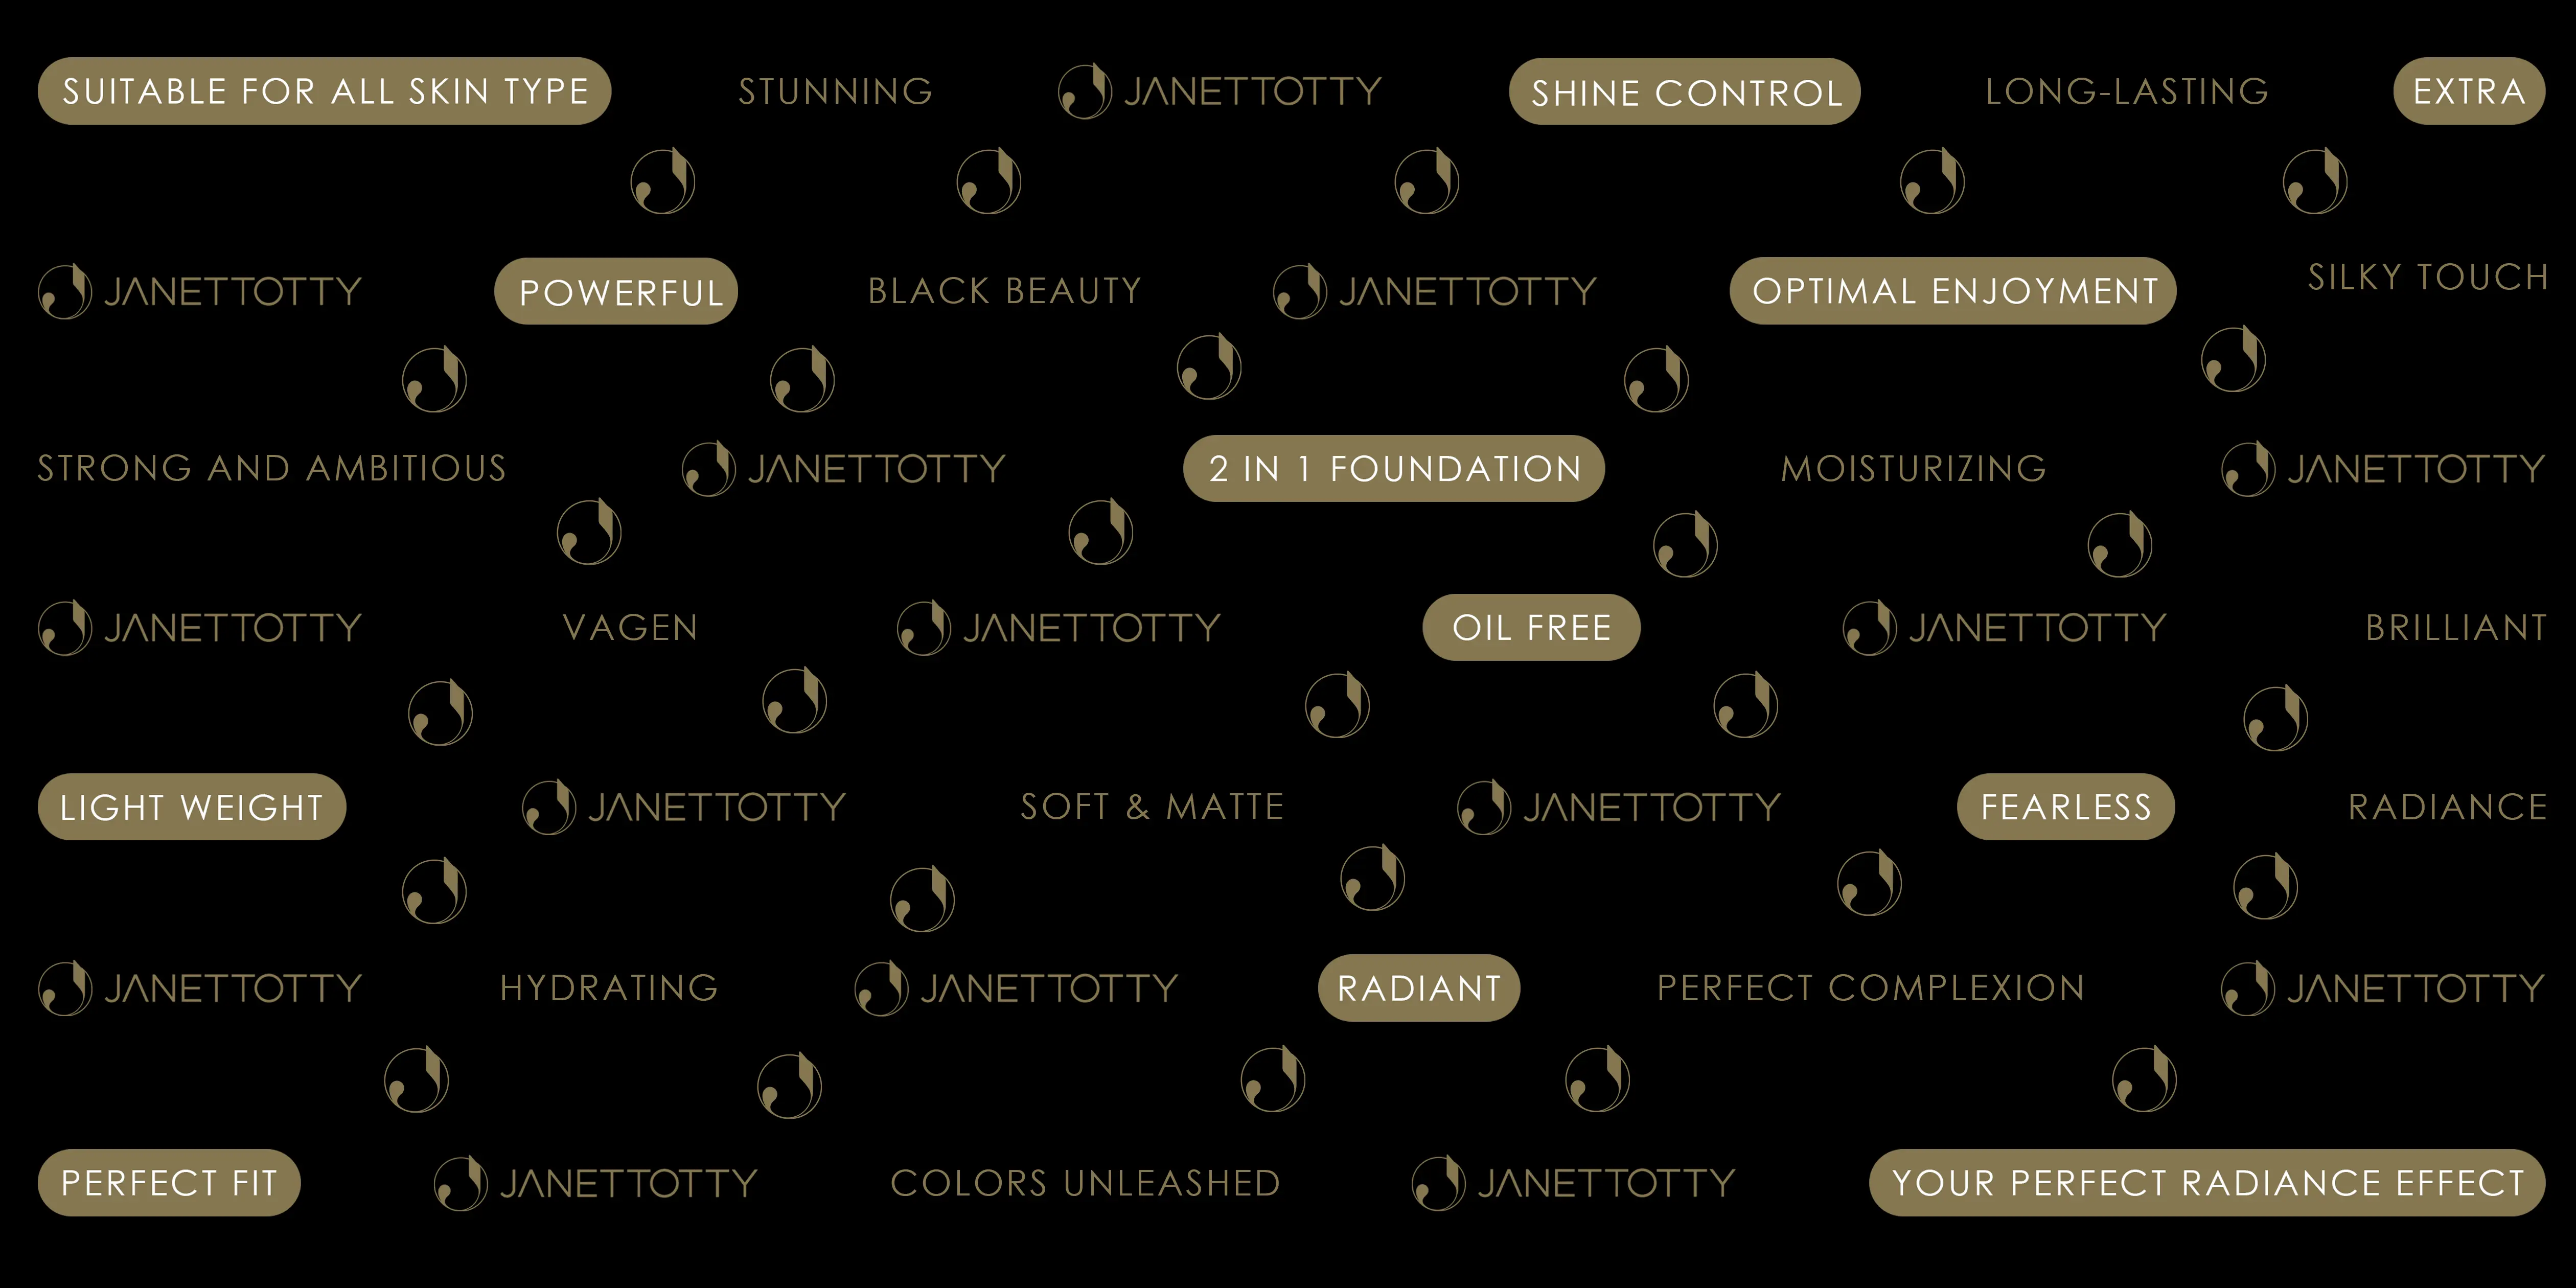 SUITABLE FOR ALL SKIN TYPE STUNNING JANETTOTTY SHINE CONTROL LONG-LASTING EXTRA
JANETTOTTY POWERFUL BLACK BEAUTY JANETTOTTY OPTIMAL ENJOYMENT SILKY TOUCH
STRONG AND AMBITIOUS JANETTOTTY 2 IN 1 FOUNDATION MOISTURIZING JANETTOTTY
JANETTOTTY VAGEN JANETTOTTY OIL FREE JANETTOTTY BRILLIANT
LIGHT WEIGHT JANETTOTTY SOFT & MATTE JANETTOTTY FEARLESS RADIANCE
JANETTOTTY HYDRATING JANETTOTTY RADIANT PERFECT COMPLEXION JANETTOTTY
PERFECT FIT JANETTOTTY COLORS UNLEASHED JANETTOTTY YOUR PERFECT RADIANCE EFFECT